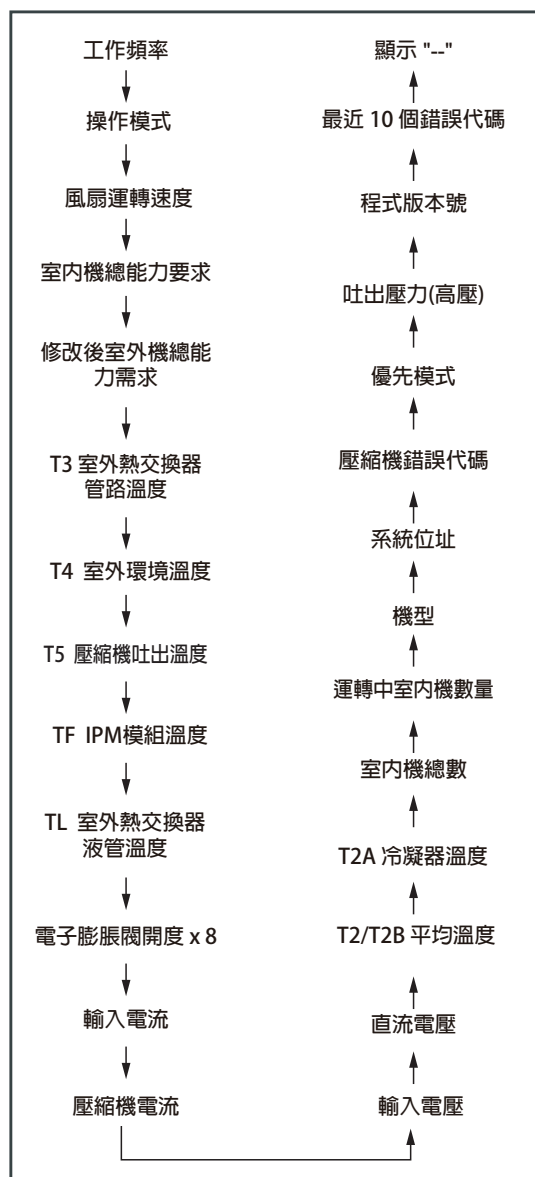 工作頻率
操作模式
風扇運轉速度
室内機總能力要求
修改後室外機總能
力需求
T3 室外熱交換器
管路溫度
T4 室外環境溫度
T5 壓縮機吐出溫度
TF IPM模組溫度
TL 室外熱交換器
液管溫度
電子膨脹閥開度 x 8
輸入電流
壓縮機電流
輸入電壓
直流電壓
T2/T2B 平均溫度
T2A 冷凝器溫度
室内機總數
運轉中室内機數量
機型
系統位址
壓縮機錯誤代碼
優先模式
吐出壓力(高壓)
程式版本號
最近 10 個錯誤代碼
顯示 "--"